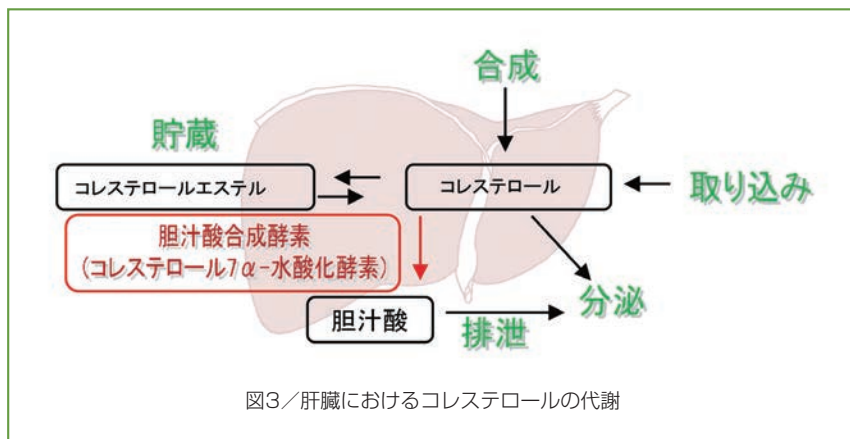 合成
貯蔵
コレステロールエステル
コレステロール
取り込み
胆汁酸合成酵素
(コレステロール7α-水酸化酵素)
胆汁酸
排泄
分泌
図3／肝臓におけるコレステロールの代謝